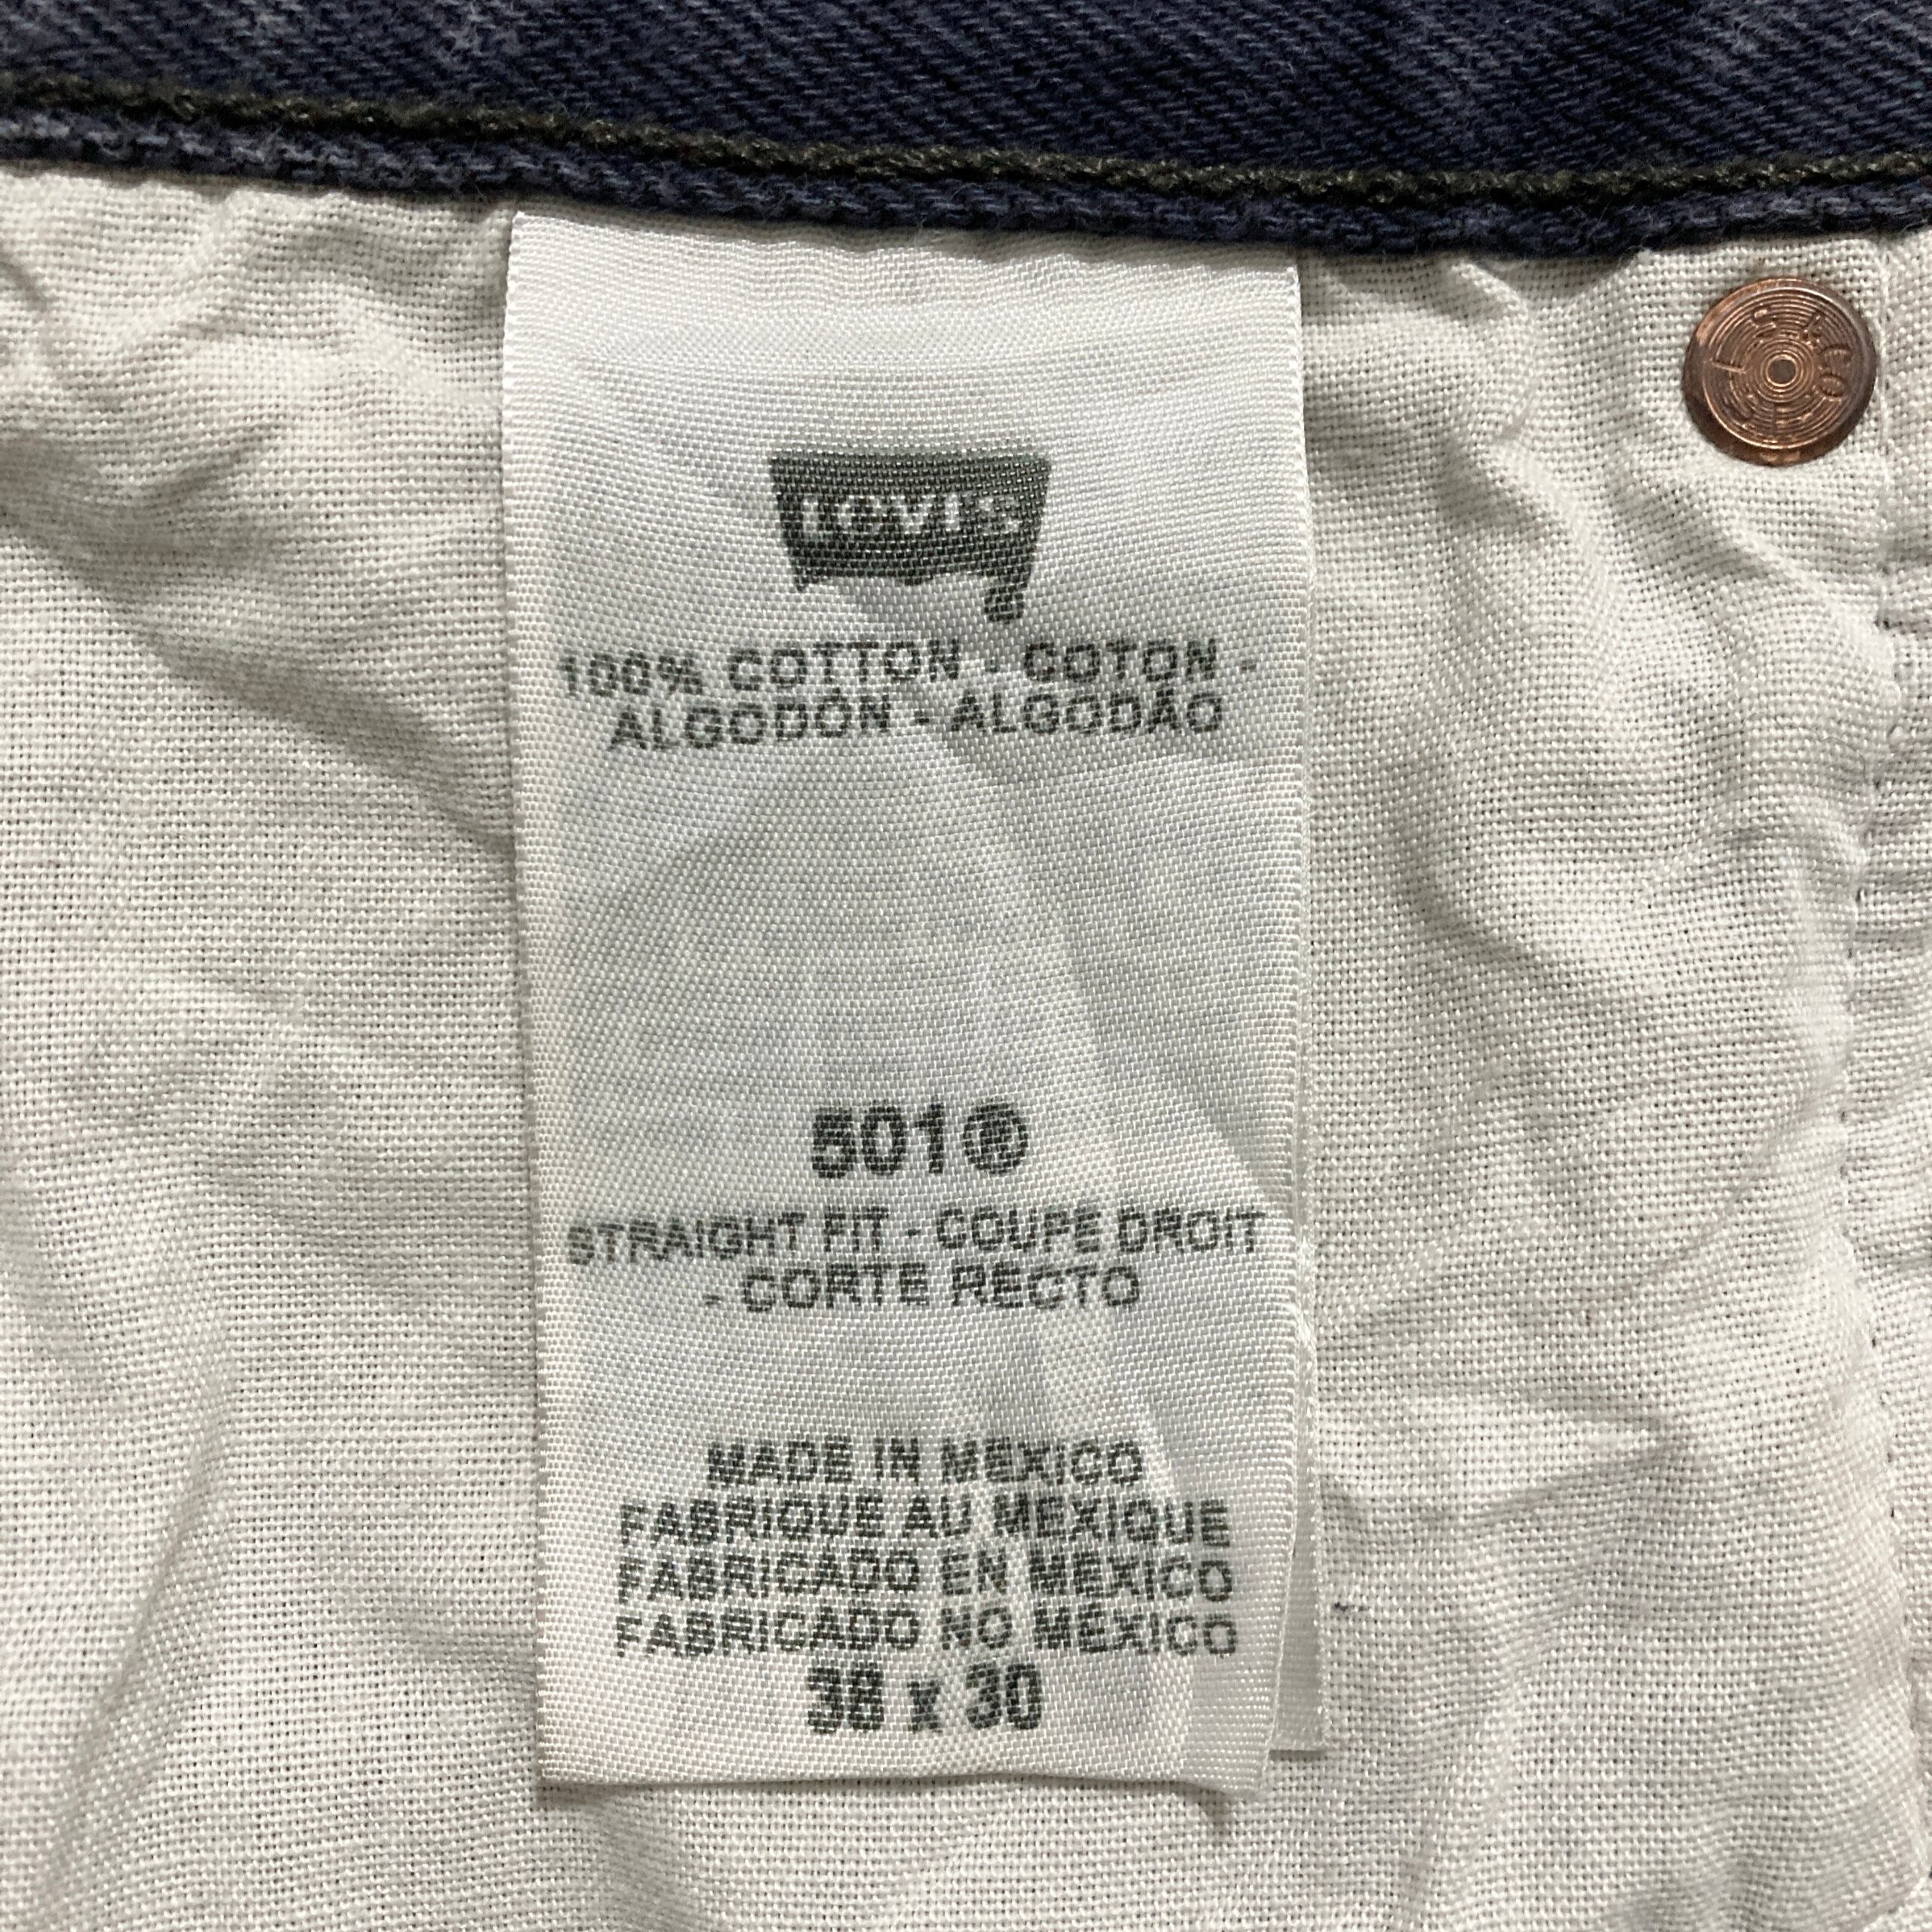 Levi's
100% COTTON - COTON -
ALGODÓN - ALGODÃO
501®
STRAIGHT FIT - COUPE DROIT
- CORTE RECTO
MADE IN MEXICO
FABRIQUE AU MEXIQUE
FABRICADO EN MEXICO
FABRICADO NO MÉXICO
38 x 30
L S & CO